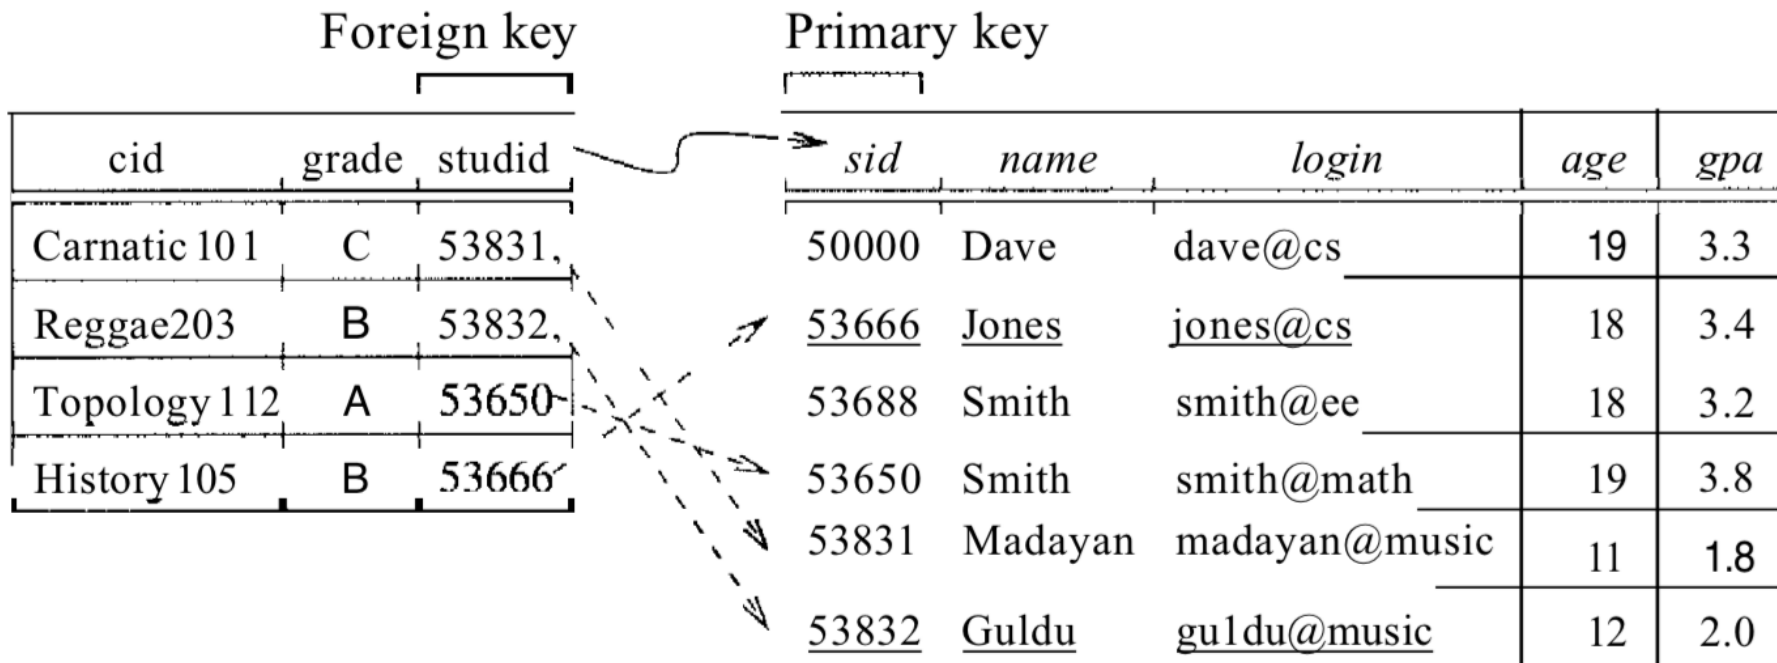 Foreign key Primary key
cid grade studid sid name login age gpa
Carnatic 101 C 53831, 50000 Dave dave@cs 19 3.3
Reggae203 B 53832, 53666 Jones jones@cs 18 3.4
Topology 112 A 53650 53688 Smith smith@ee 18 3.2
History 105 B 53666 53650 Smith smith@math 19 3.8
53831 Madayan madayan@music 11 1.8
53832 Guldu gu1du@music 12 2.0